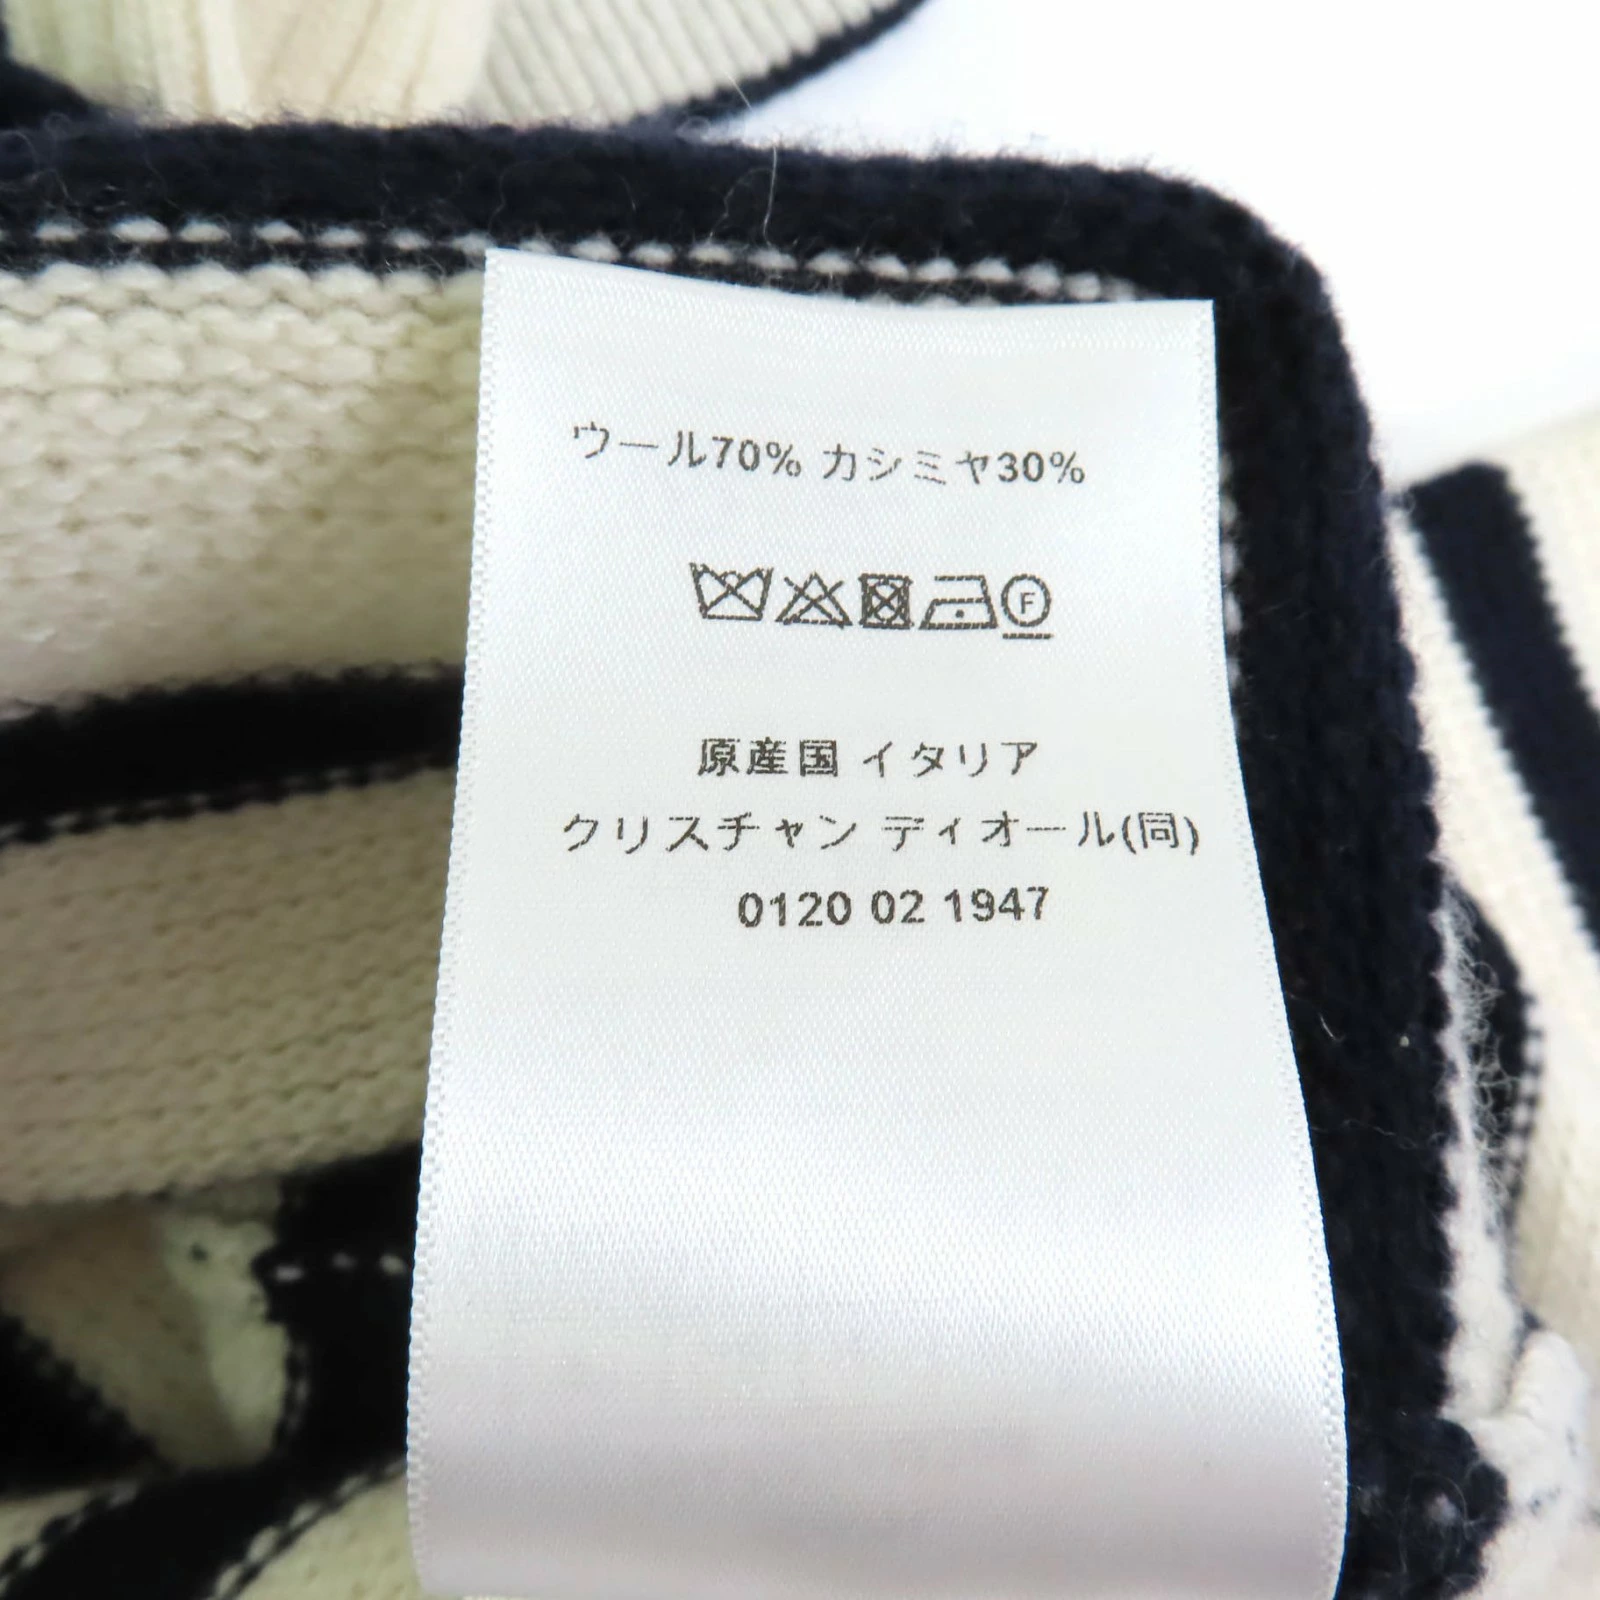 ウール70% カシミヤ30%
F
原産国 イタリア
クリスチャン ディオール(同)
0120 02 1947